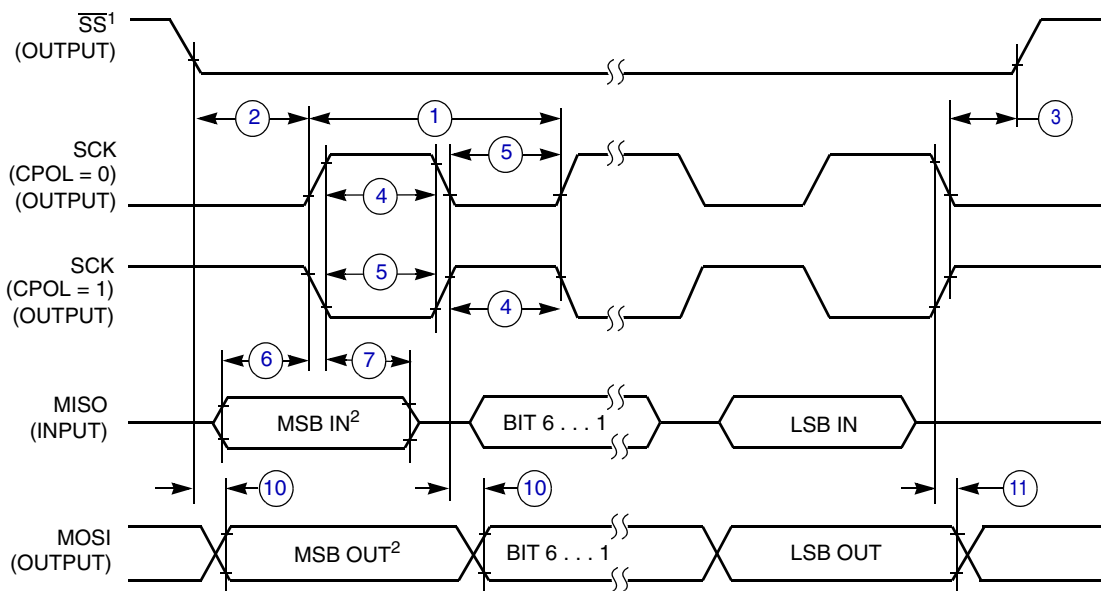 SS1
(OUTPUT)
2
1
3
SCK
(CPOL = 0)
(OUTPUT)
5
4
SCK
(CPOL = 1)
(OUTPUT)
5
4
6
7
MISO
(INPUT)
MSB IN2
BIT 6 . . . 1
LSB IN
10
10
11
MOSI
(OUTPUT)
MSB OUT2
BIT 6 . . . 1
LSB OUT